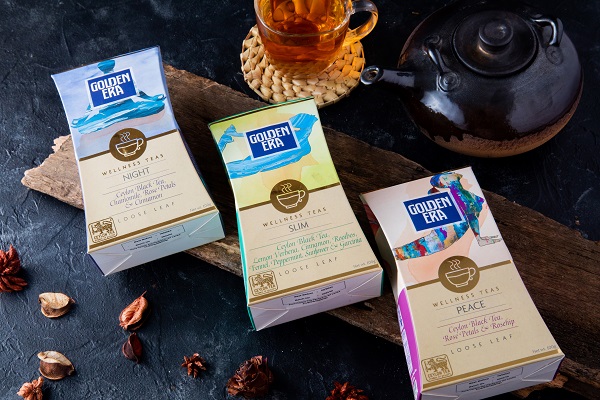 GOLDEN
ERA
WELLNESS TEAS
NIGHT
Ceylon Black Tea,
Chamomile, Rose Petals
& Cinnamon
LOOSE LEAF
GOLDEN
ERA
WELLNESS TEAS
SLIM
Ceylon Black Tea,
Lemon Verbena, Cinnamon, Rooibos,
Fennel, Peppermint, Sunflower & Garcinia
LOOSE LEAF
GOLDEN
ERA
WELLNESS TEAS
PEACE
Ceylon Black Tea,
Rose Petals & Rosehip
LOOSE LEAF